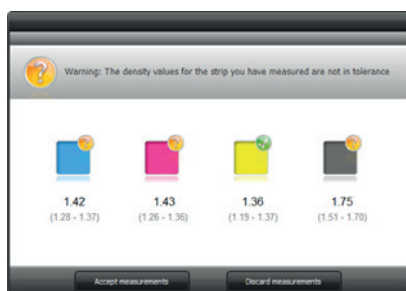 Warning: The density values for the strip you have measured are not in tolerance
1.42 1.43 1.36 1.75
(1.28 - 1.37) (1.26 - 1.36) (1.19 - 1.37) (1.51 - 1.70)
Accept measurements Discard measurements